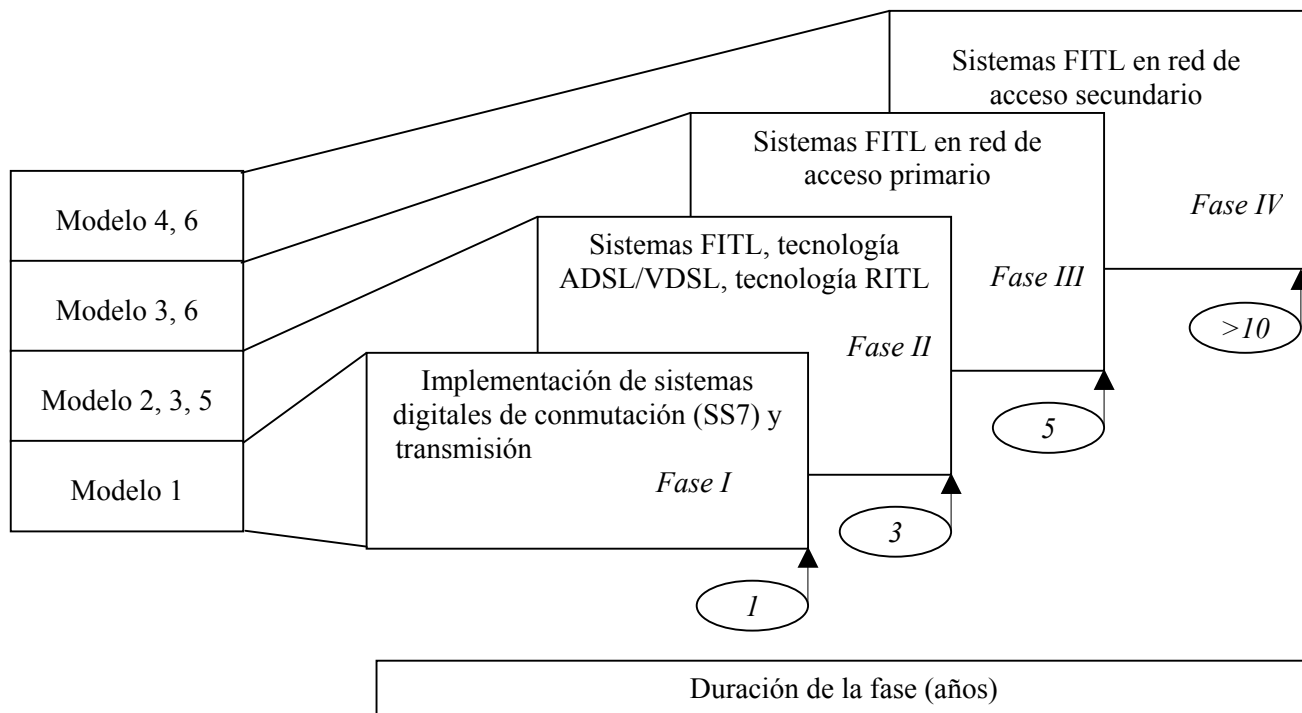 Sistemas FITL en red de
acceso secundario
Fase IV
>10
Sistemas FITL en red de
acceso primario
Fase III
5
Sistemas FITL, tecnología
ADSL/VDSL, tecnología RITL
Fase II
3
Implementación de sistemas
digitales de conmutación (SS7) y
transmisión
Fase I
1
Modelo 4, 6
Modelo 3, 6
Modelo 2, 3, 5
Modelo 1
Duración de la fase (años)